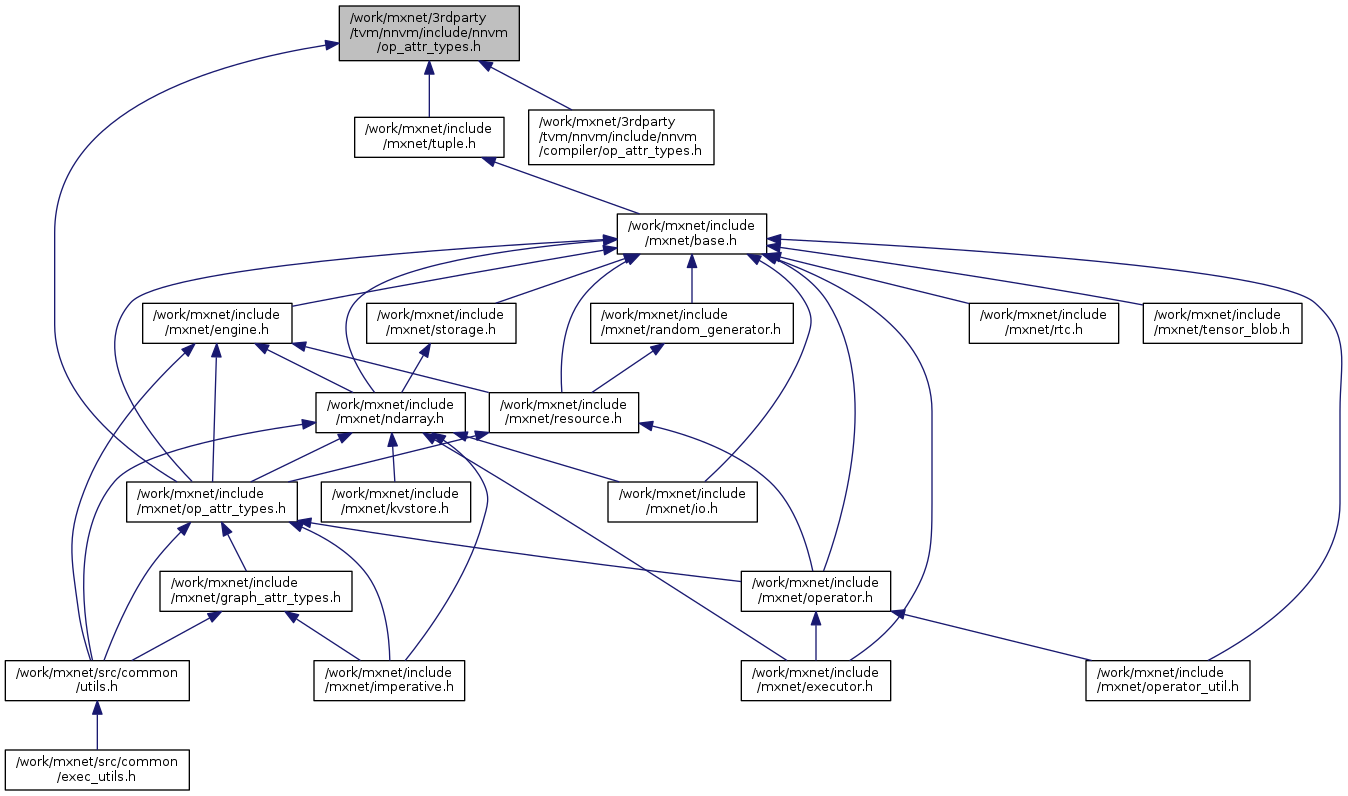 /work/mxnet/3rdparty
/tvm/nnvm/include/nnvm
/op_attr_types.h
/work/mxnet/include
/mxnet/tuple.h
/work/mxnet/3rdparty
/tvm/nnvm/include/nnvm
/compiler/op_attr_types.h
/work/mxnet/include
/mxnet/base.h
/work/mxnet/include
/mxnet/engine.h
/work/mxnet/include
/mxnet/storage.h
/work/mxnet/include
/mxnet/random_generator.h
/work/mxnet/include
/mxnet/rtc.h
/work/mxnet/include
/mxnet/tensor_blob.h
/work/mxnet/include
/mxnet/ndarray.h
/work/mxnet/include
/mxnet/resource.h
/work/mxnet/include
/mxnet/op_attr_types.h
/work/mxnet/include
/mxnet/kvstore.h
/work/mxnet/include
/mxnet/io.h
/work/mxnet/include
/mxnet/graph_attr_types.h
/work/mxnet/include
/mxnet/operator.h
/work/mxnet/src/common
/utils.h
/work/mxnet/include
/mxnet/imperative.h
/work/mxnet/include
/mxnet/executor.h
/work/mxnet/include
/mxnet/operator_util.h
/work/mxnet/src/common
/exec_utils.h